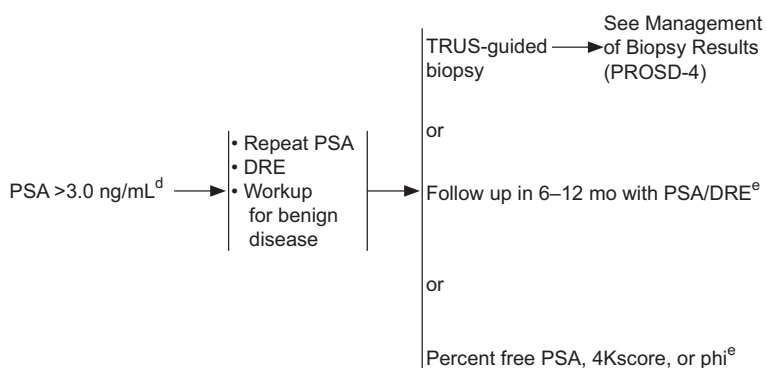 PSA >3.0 ng/mLd
• Repeat PSA
• DRE
• Workup
for benign
disease
TRUS-guided
biopsy
See Management
of Biopsy Results
(PROSD-4)
or
Follow up in 6–12 mo with PSA/DREe
or
Percent free PSA, 4Kscore, or phie